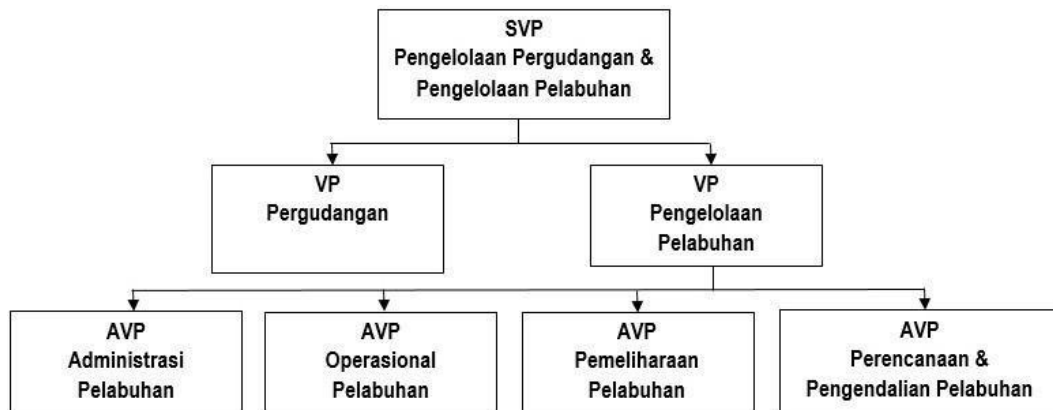 SVP
Pengelolaan Pergudangan &
Pengelolaan Pelabuhan
VP
Pergudangan
VP
Pengelolaan
Pelabuhan
AVP
Administrasi
Pelabuhan
AVP
Operasional
Pelabuhan
AVP
Pemeliharaan
Pelabuhan
AVP
Perencanaan &
Pengendalian Pelabuhan